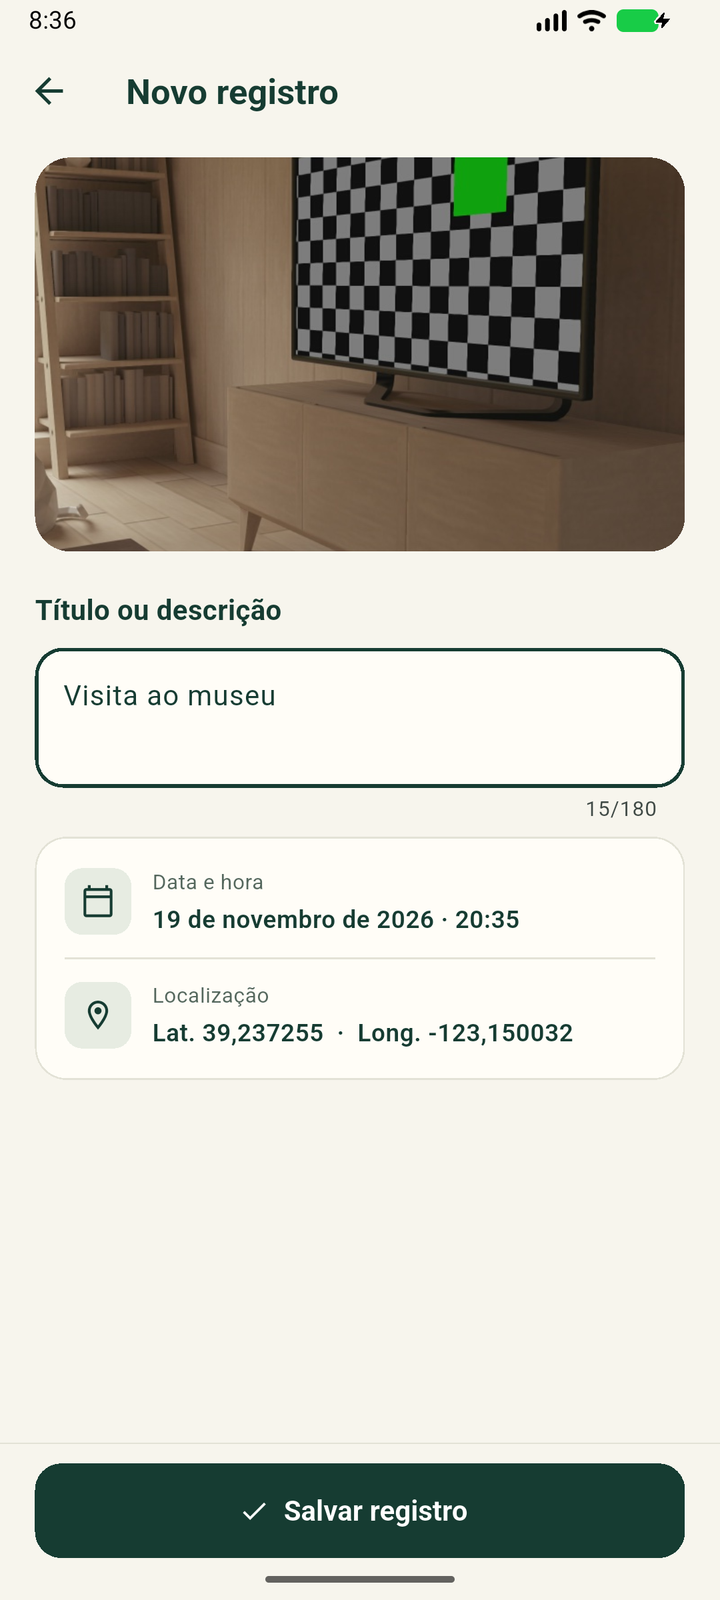 8:36
Novo registro
Título ou descrição
Visita ao museu
15/180
Data e hora
19 de novembro de 2026 · 20:35
Localização
Lat. 39,237255 · Long. -123,150032
Salvar registro